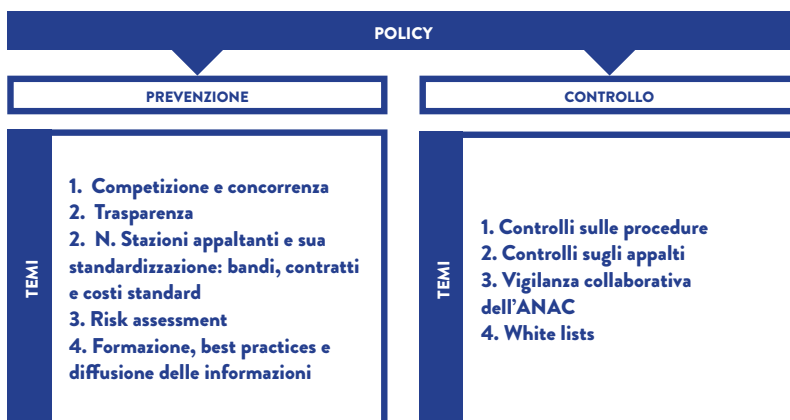 POLICY
PREVENZIONE
TEMI
1. Competizione e concorrenza
2. Trasparenza
2. N. Stazioni appaltanti e sua
standardizzazione: bandi, contratti
e costi standard
3. Risk assessment
4. Formazione, best practices e
diffusione delle informazioni
CONTROLLO
TEMI
1. Controlli sulle procedure
2. Controlli sugli appalti
3. Vigilanza collaborativa
dell'ANAC
4. White lists